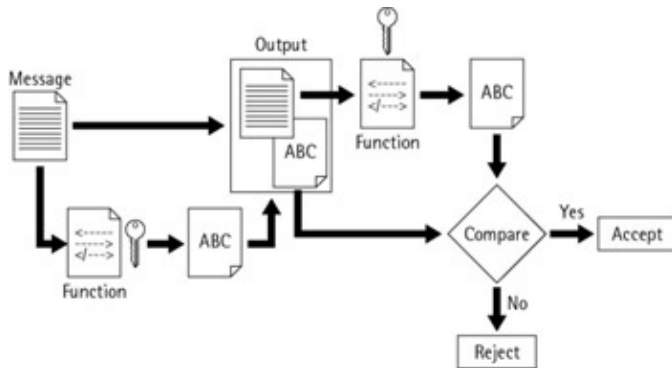 Output
Message
ABC
ABC
<-----
----->
</--->
Function
<-----
----->
</--->
Function
ABC
ABC
Compare
Yes
Accept
No
Reject